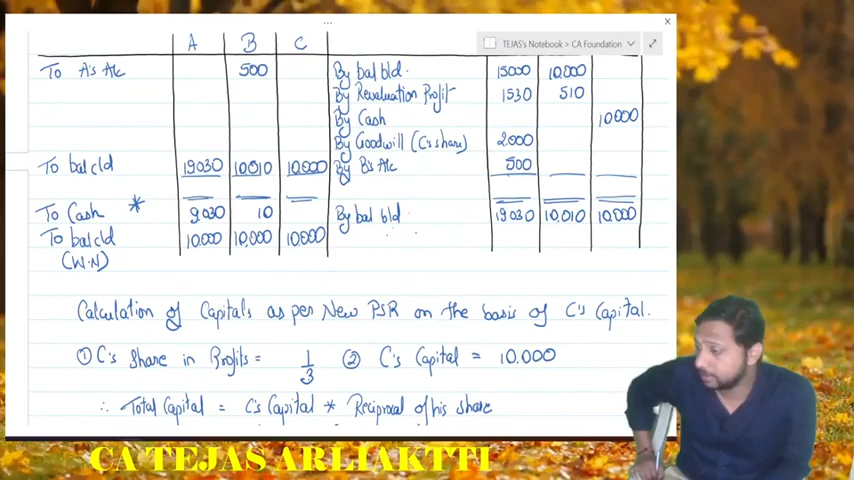 TEJAS's Notebook > CA Foundation
A B C
To A's A/c 500 By bal b/d. 15000 10,000
By Revaluation Profit 1530 510
By Cash 10000
By Goodwill (C's share) 2,000
By B's A/c 500
To bal c/d 19030 10,010 10,000
To Cash * 9030 10 By bal b/d. 19030 10,010 10,000
To bal c/d 10,000 10,000 10,000
(W.N)
Calculation of Capitals as per New PSR on the basis of C's Capital.
① C's Share in Profits = 1/3 ② C's Capital = 10,000
∴ Total Capital = C's Capital * Reciprocal of his share
CA TEJAS ARLIAKTTI